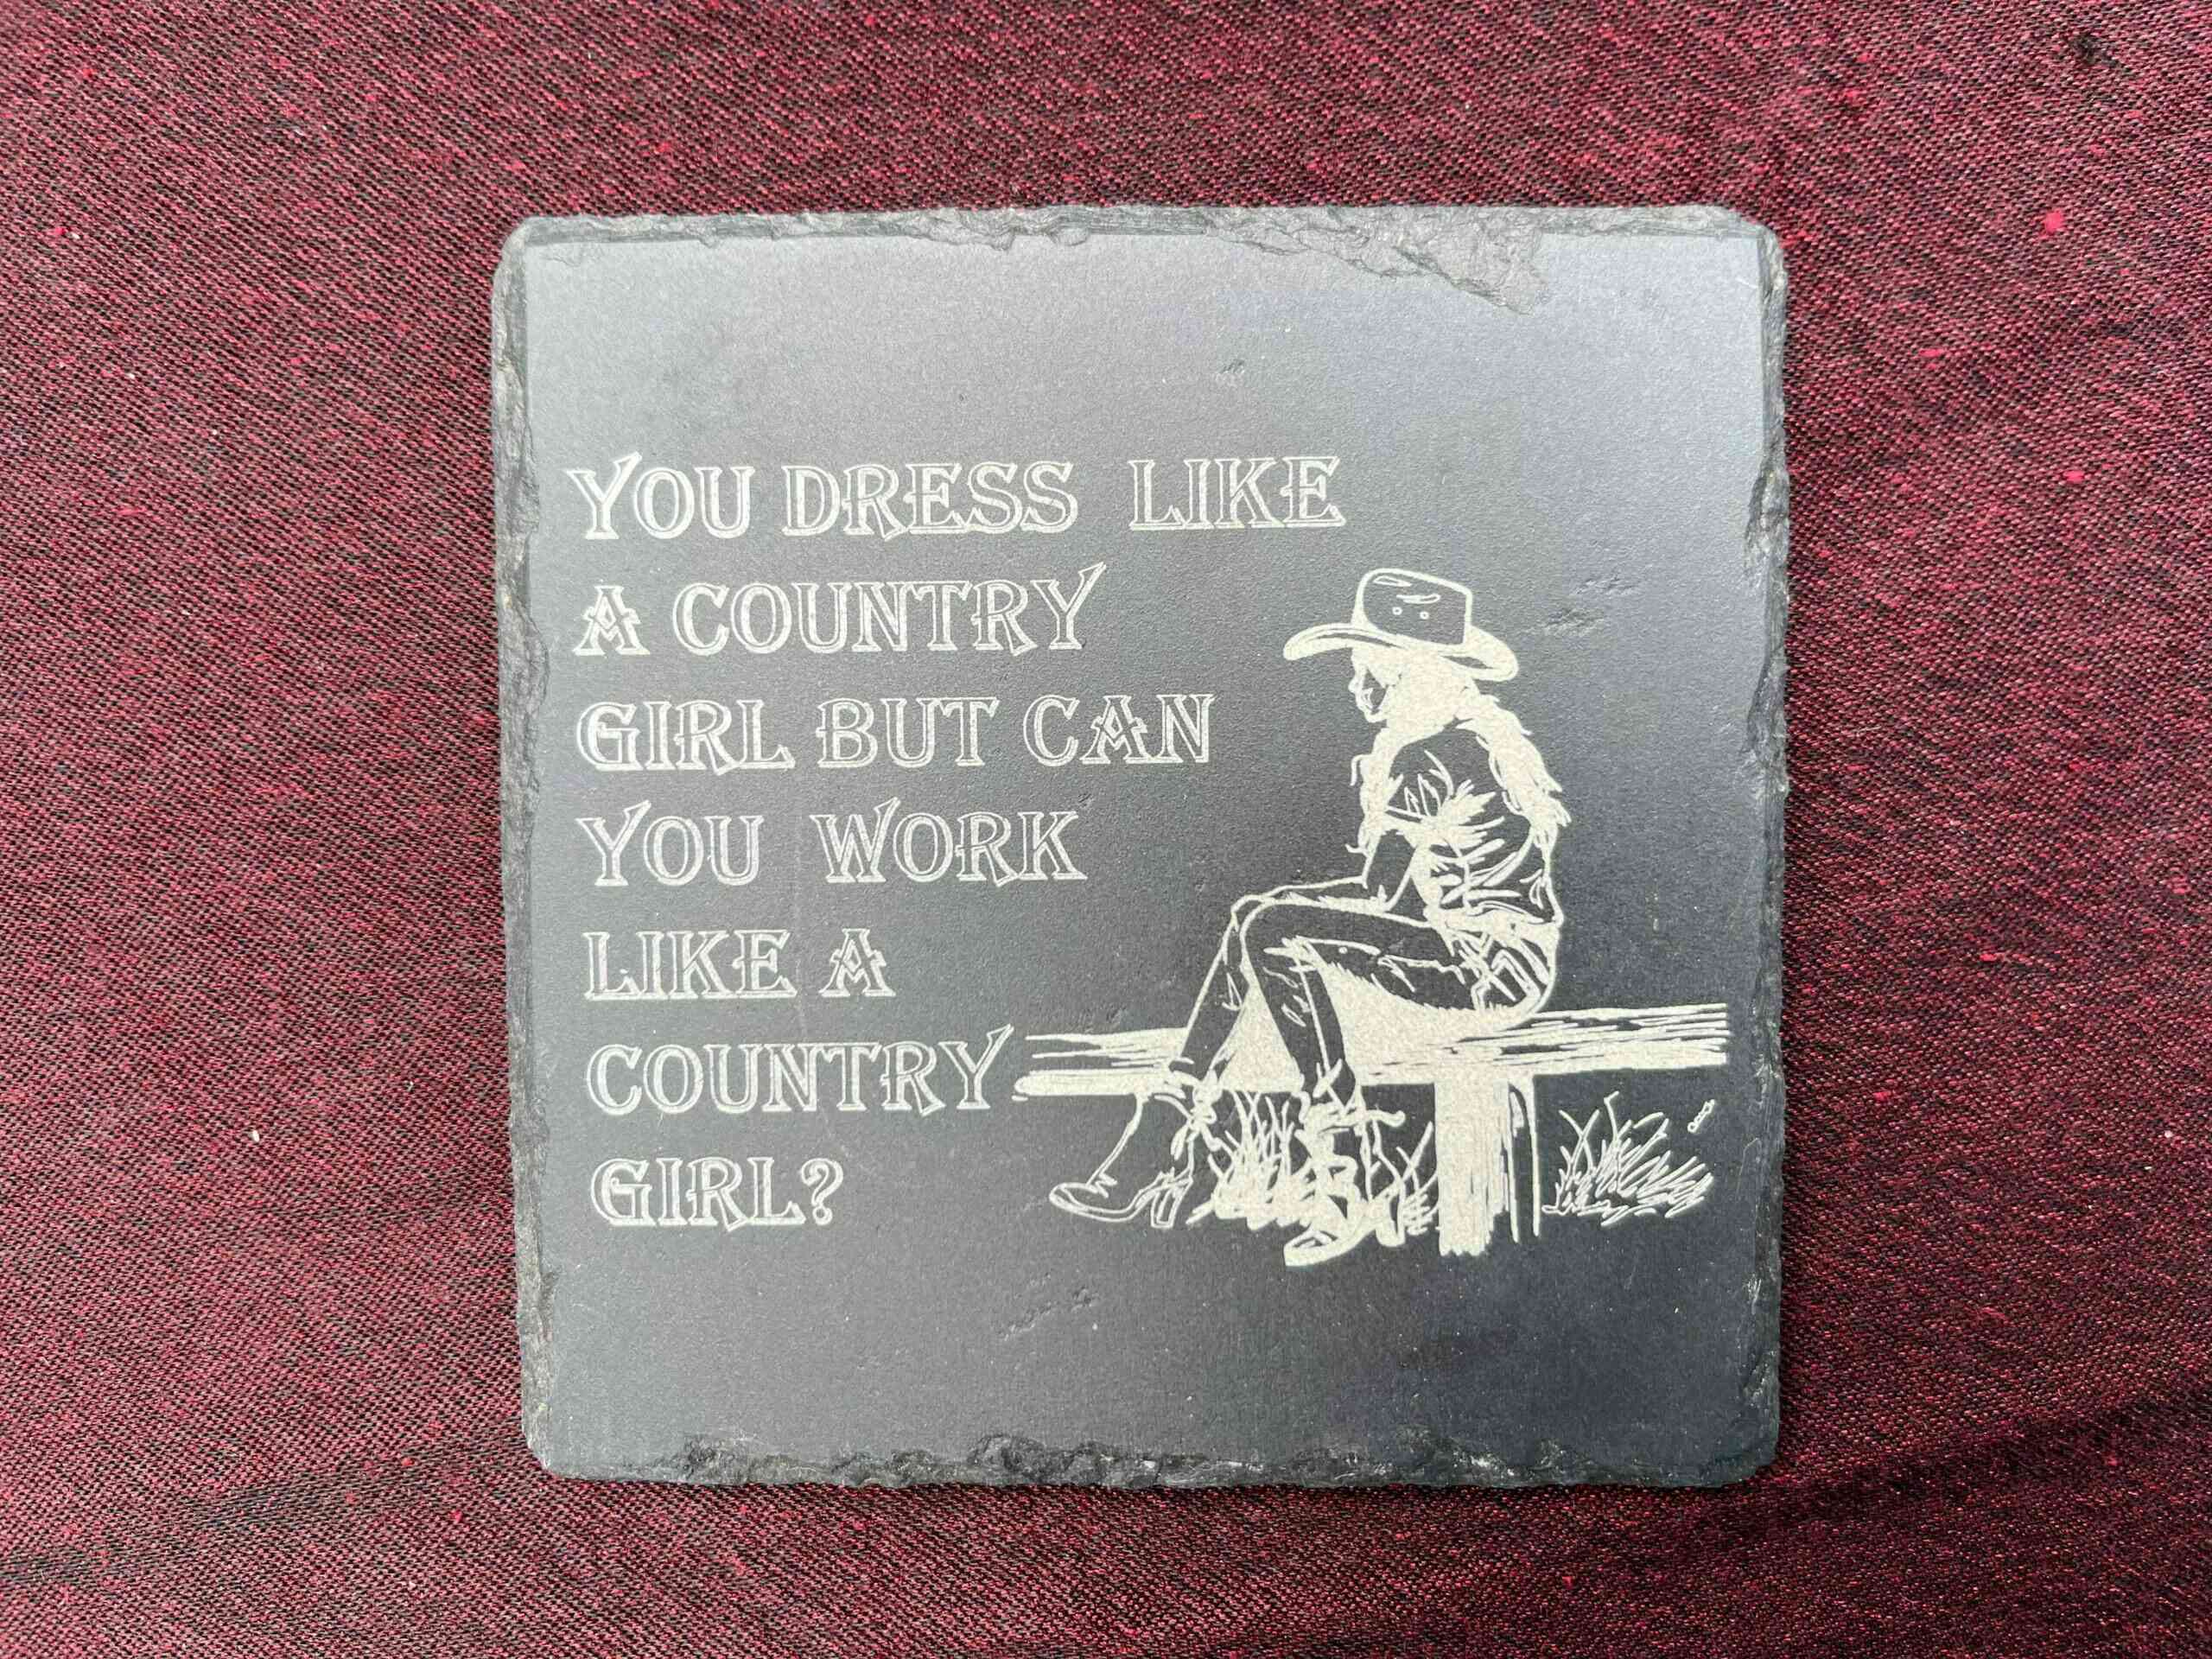 YOU DRESS LIKE
A COUNTRY
GIRL BUT CAN
YOU WORK
LIKE A
COUNTRY
GIRL?